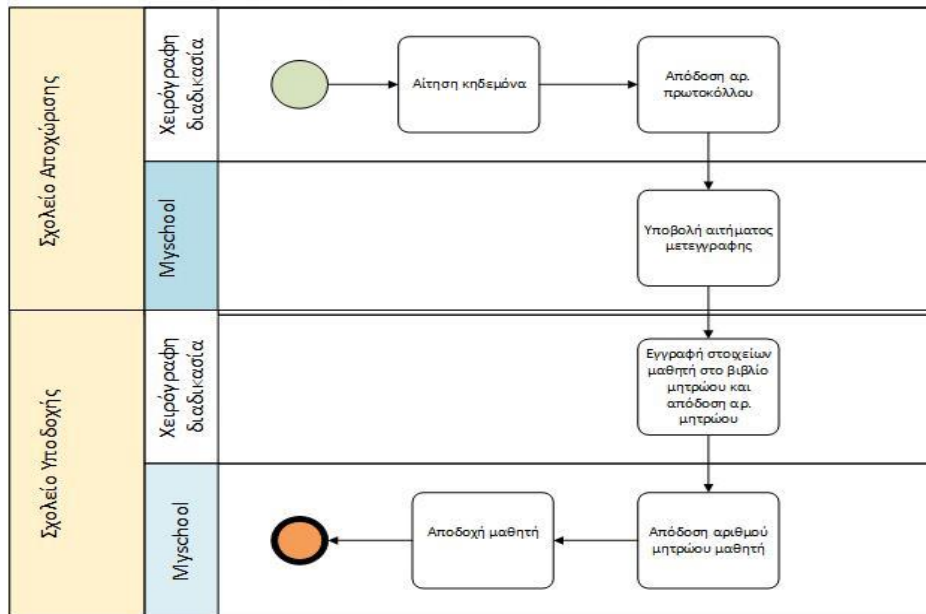 Σχολείο Αποχώρισης
Χειρόγραφη
διαδικασία
Αίτηση κηδεμόνα
Απόδοση αρ.
πρωτοκόλλου
Myschool
Υποβολή αιτήματος
μετεγγραφης
Σχολείο Υποδοχής
Χειρόγραφη
διαδικασία
Εγγραφή στοιχείων
μαθητή στο βιβλίο
μητρώου και
απόδοση αρ.
μητρώου
Myschool
Αποδοχή μαθητή
Απόδοση αριθμού
μητρώου μαθητή